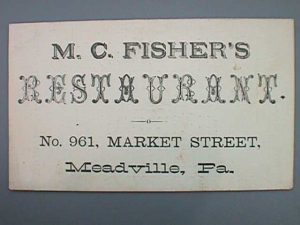 M. C. FISHER'S
RESTAURANT.
No. 961, MARKET STREET,
Meadville, Pa.